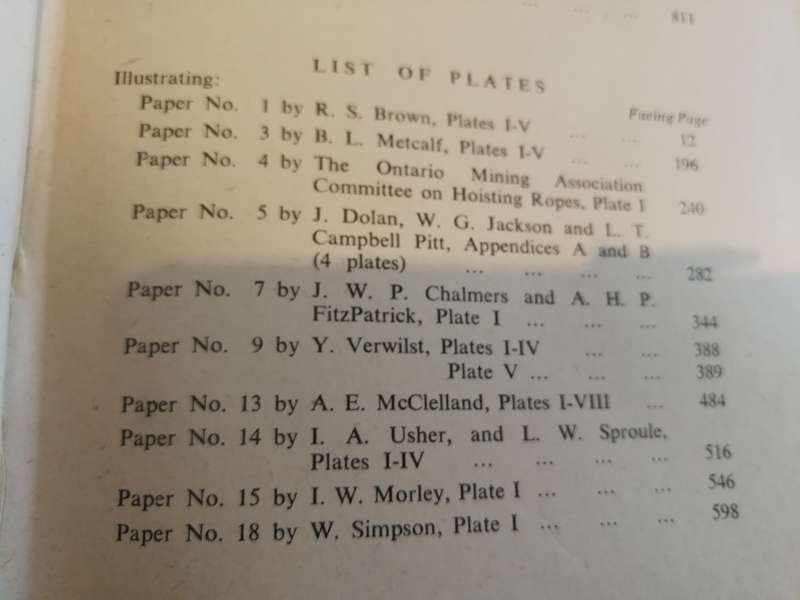 ... ... ... 811
LIST OF PLATES
Illustrating:
Facing Page
Paper No. 1 by R. S. Brown, Plates I-V ... ... 12
Paper No. 3 by B. L. Metcalf, Plates I-V ... ... 196
Paper No. 4 by The Ontario Mining Association
Committee on Hoisting Ropes, Plate I 240
Paper No. 5 by J. Dolan, W. G. Jackson and L. T.
Campbell Pitt, Appendices A and B
(4 plates) ... ... ... ... 282
Paper No. 7 by J. W. P. Chalmers and A. H. P.
FitzPatrick, Plate I ... ... ... 344
Paper No. 9 by Y. Verwilst, Plates I-IV ... ... 388
Plate V ... ... ... 389
Paper No. 13 by A. E. McClelland, Plates I-VIII ... 484
Paper No. 14 by I. A. Usher, and L. W. Sproule,
Plates I-IV ... ... ... ... 516
Paper No. 15 by I. W. Morley, Plate I ... ... ... 546
Paper No. 18 by W. Simpson, Plate I ... ... ... 598